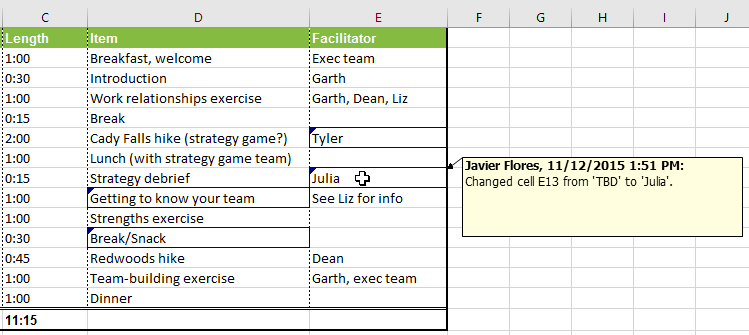 C D E F G H I J
Length Item Facilitator
1:00 Breakfast, welcome Exec team
0:30 Introduction Garth
1:00 Work relationships exercise Garth, Dean, Liz
0:15 Break
2:00 Cady Falls hike (strategy game?) Tyler
1:00 Lunch (with strategy game team)
0:15 Strategy debrief Julia
1:00 Getting to know your team See Liz for info
1:00 Strengths exercise
0:30 Break/Snack
0:45 Redwoods hike Dean
1:00 Team-building exercise Garth, exec team
1:00 Dinner
11:15
Javier Flores, 11/12/2015 1:51 PM:
Changed cell E13 from 'TBD' to 'Julia'.